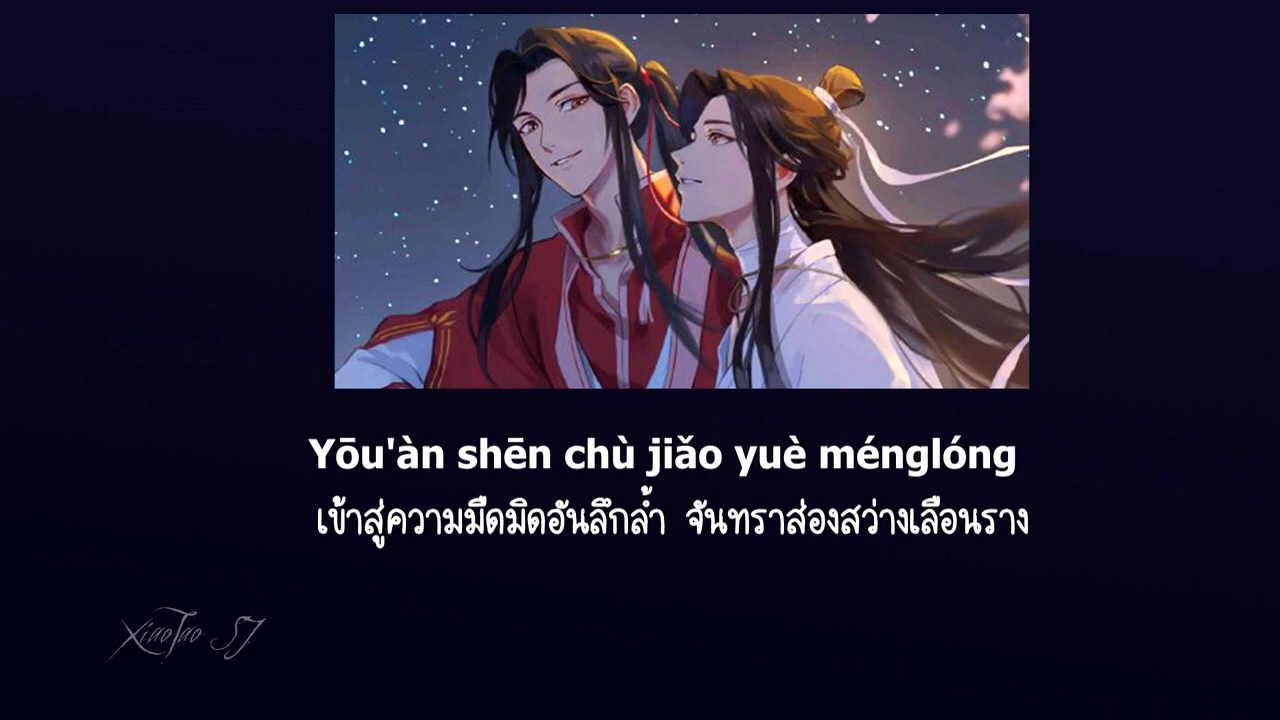 Yōu'àn shēn chù jiǎo yuè ménglóng
เข้าสู่ความมืดมิดอันลึกล้ำ จันทราส่องสว่างเลือนราง
XiaoTao SJ